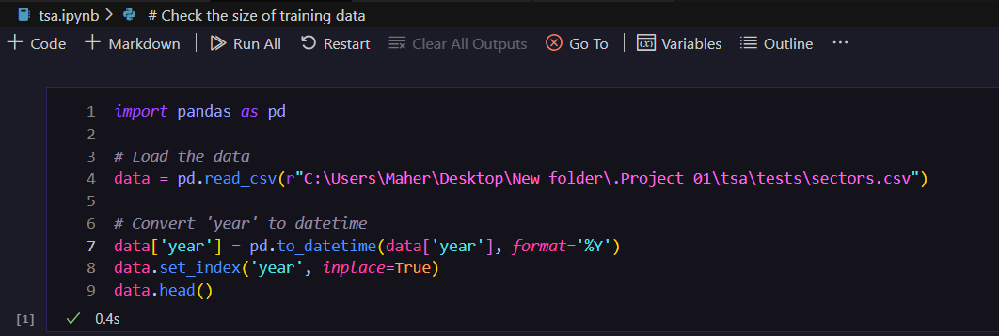 tsa.ipynb > # Check the size of training data
+ Code + Markdown | Run All Restart Clear All Outputs Go To | Variables Outline ...
1 import pandas as pd
2
3 # Load the data
4 data = pd.read_csv(r"C:\Users\Maher\Desktop\New folder\.Project 01\tsa\tests\sectors.csv")
5
6 # Convert 'year' to datetime
7 data['year'] = pd.to_datetime(data['year'], format='%Y')
8 data.set_index('year', inplace=True)
9 data.head()
[1] ✓ 0.4s